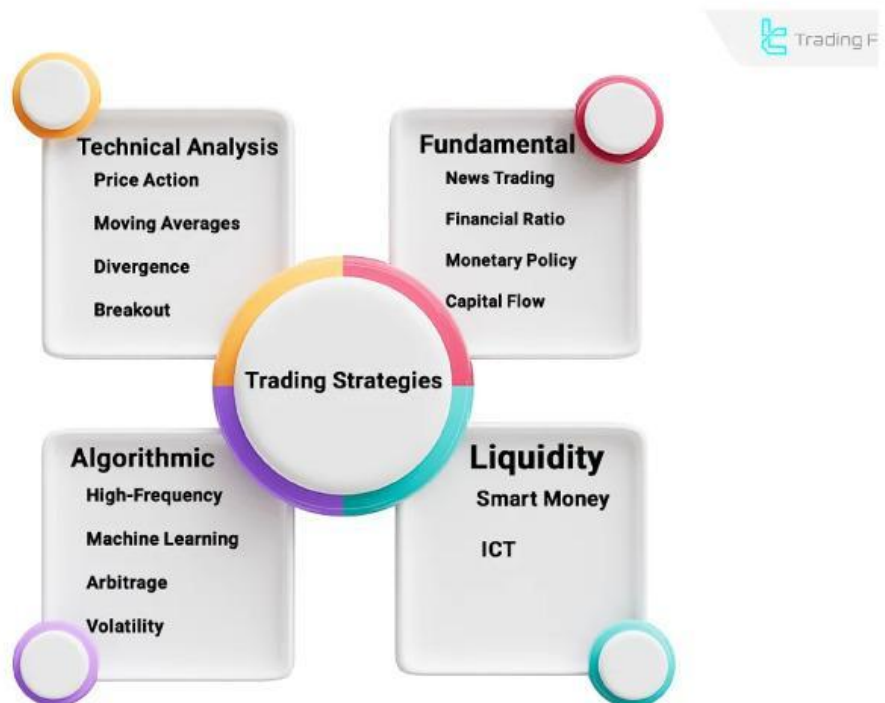 Trading F
Technical Analysis
Price Action
Moving Averages
Divergence
Breakout
Fundamental
News Trading
Financial Ratio
Monetary Policy
Capital Flow
Trading Strategies
Algorithmic
High-Frequency
Machine Learning
Arbitrage
Volatility
Liquidity
Smart Money
ICT